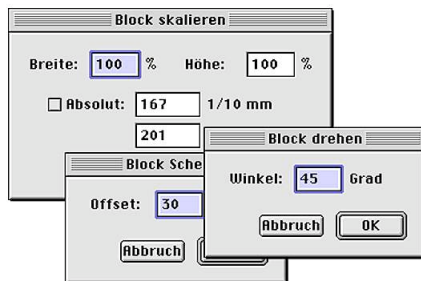 Block skalieren
Breite: 100 % Höhe: 100 %
Absolut: 167 1/10 mm
201
Block drehen
Winkel: 45 Grad
Abbruch OK
Block Sche
Offset: 30
Abbruch